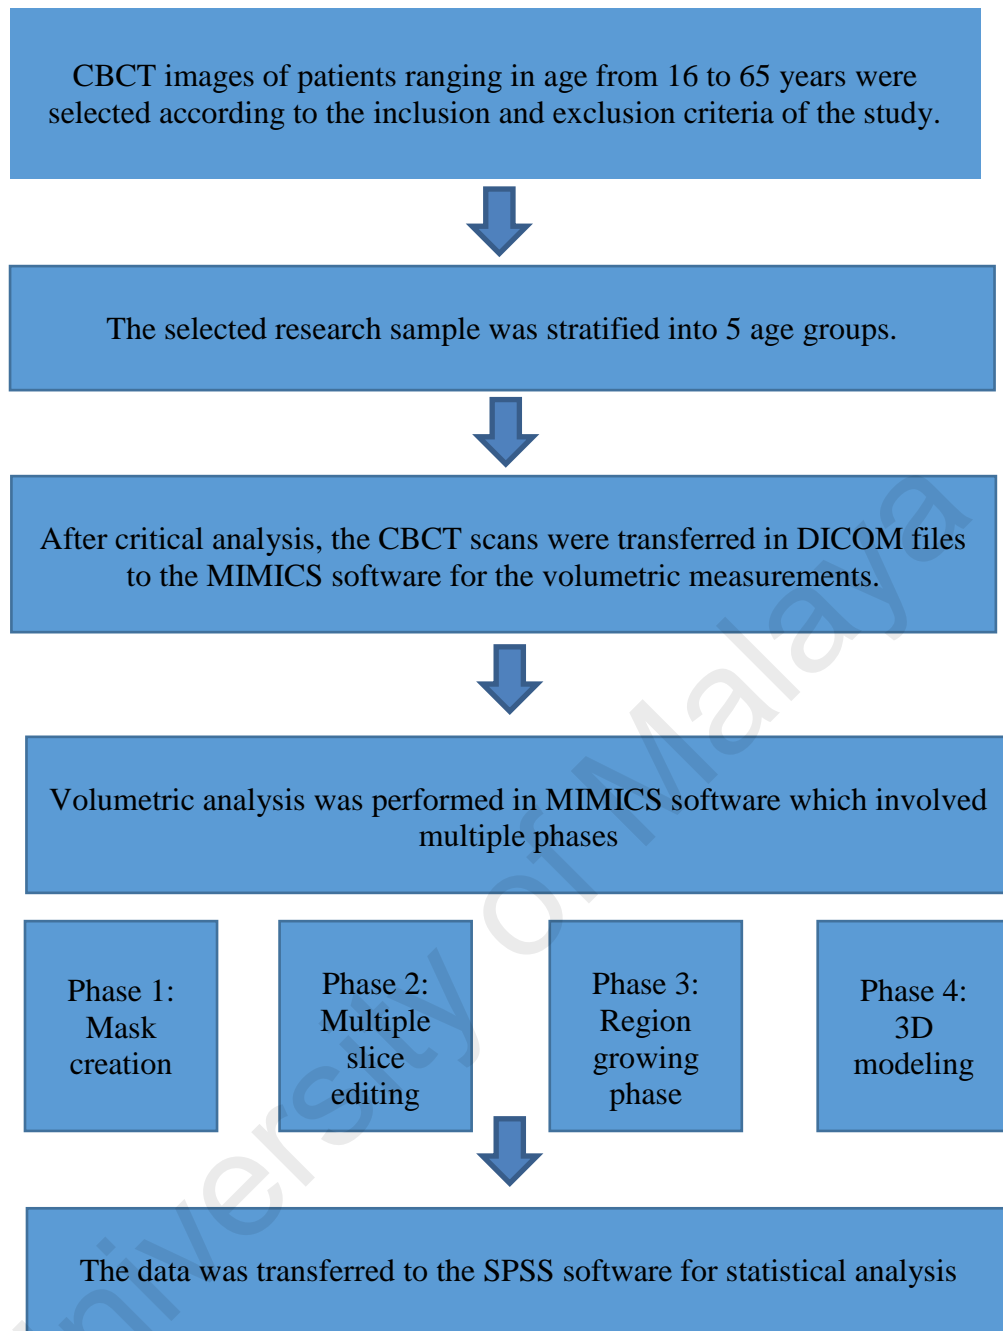 CBCT images of patients ranging in age from 16 to 65 years were
selected according to the inclusion and exclusion criteria of the study.
The selected research sample was stratified into 5 age groups.
After critical analysis, the CBCT scans were transferred in DICOM files
to the MIMICS software for the volumetric measurements.
Volumetric analysis was performed in MIMICS software which involved
multiple phases
Phase 1:
Mask
creation
Phase 2:
Multiple
slice
editing
Phase 3:
Region
growing
phase
Phase 4:
3D
modeling
The data was transferred to the SPSS software for statistical analysis
University of Malaya